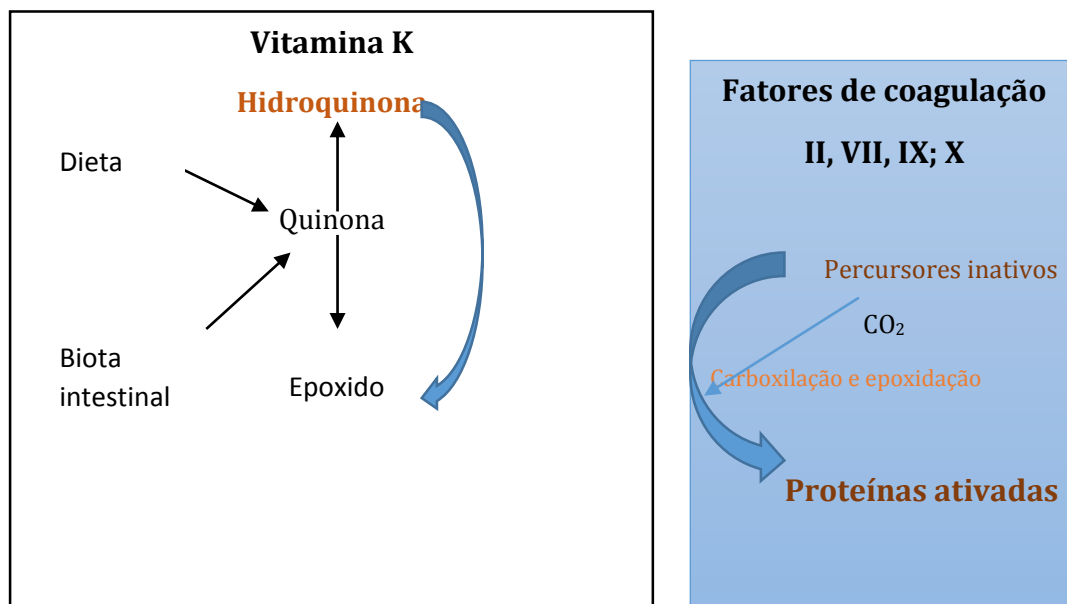 Vitamina K
Hidroquinona
Dieta
Quinona
Biota
intestinal
Epoxido
Fatores de coagulação
II, VII, IX; X
Percursores inativos
CO₂
Carboxilação e epoxidação
Proteínas ativadas